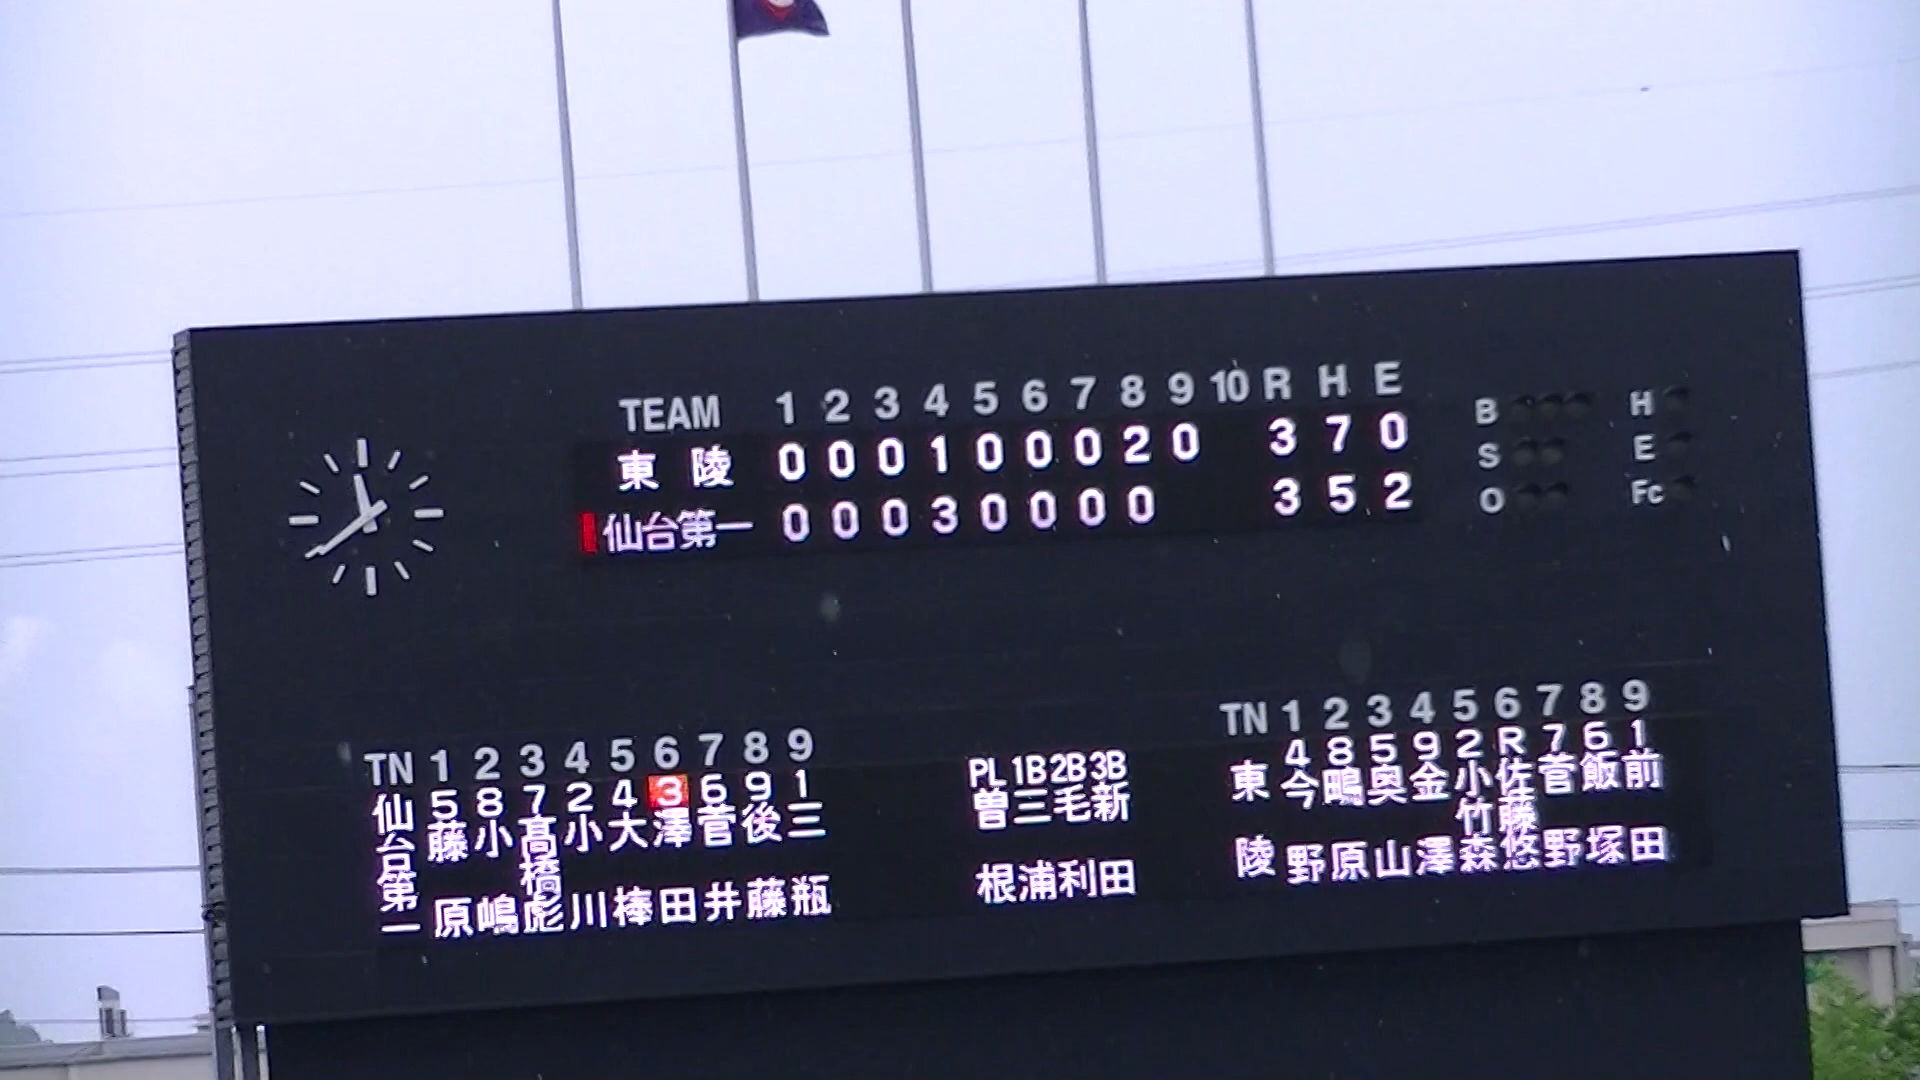 TEAM 1 2 3 4 5 6 7 8 9 10 R H E
東陵 0 0 0 1 0 0 0 2 0 3 7 0
仙台第一 0 0 0 3 0 0 0 0 3 5 2
B H
S E
O Fc
TN 1 2 3 4 5 6 7 8 9
5 8 7 2 4 3 6 9 1
仙台第一
藤原
小嶋
髙橋彪
小川
大棒
澤田
菅井
後藤
三瓶
PL 1B 2B 3B
曽根
三浦
毛利
新田
TN 1 2 3 4 5 6 7 8 9
4 8 5 9 2 R 7 6 1
東陵
今野
鴫原
奥山
金澤
小竹森
佐藤悠
菅野
飯塚
前田